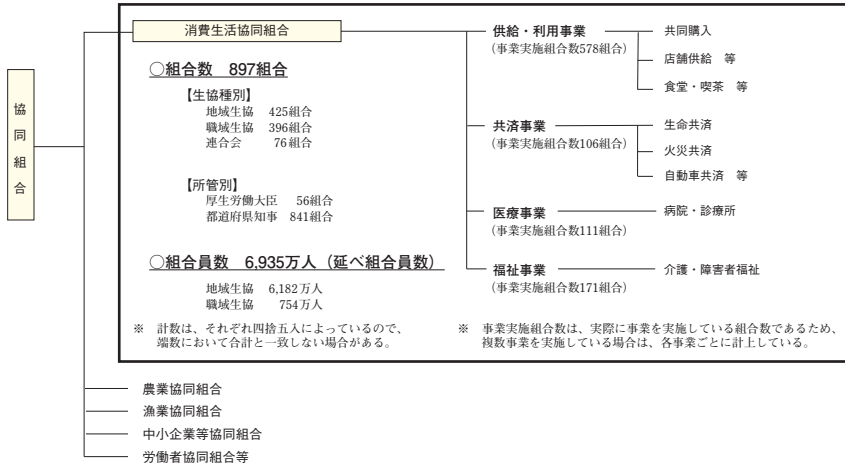 協同組合
消費生活協同組合
○組合数 897組合
【生協種別】
地域生協 425組合
職域生協 396組合
連合会 76組合
【所管別】
厚生労働大臣 56組合
都道府県知事 841組合
○組合員数 6,935万人（延べ組合員数）
地域生協 6,182万人
職域生協 754万人
※ 計数は、それぞれ四捨五入によっているので、
端数において合計と一致しない場合がある。
供給・利用事業
(事業実施組合数578組合)
共同購入
店舗供給 等
食堂・喫茶 等
共済事業
(事業実施組合数106組合)
生命共済
火災共済
自動車共済 等
医療事業
(事業実施組合数111組合)
病院・診療所
福祉事業
(事業実施組合数171組合)
介護・障害者福祉
※ 事業実施組合数は、実際に事業を実施している組合数であるため、
複数事業を実施している場合は、各事業ごとに計上している。
農業協同組合
漁業協同組合
中小企業等協同組合
労働者協同組合等